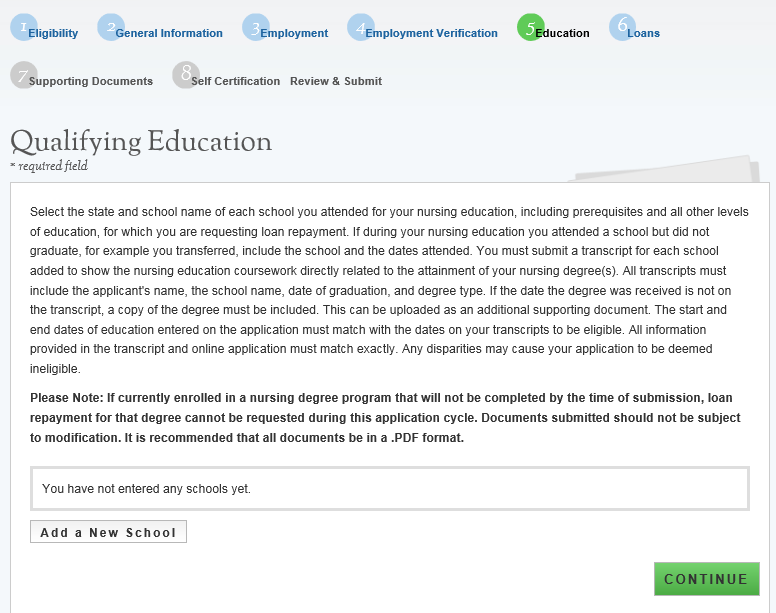 1 Eligibility 2 General Information 3 Employment 4 Employment Verification 5 Education 6 Loans
7 Supporting Documents 8 Self Certification Review & Submit
Qualifying Education
* required field
Select the state and school name of each school you attended for your nursing education, including prerequisites and all other levels
of education, for which you are requesting loan repayment. If during your nursing education you attended a school but did not
graduate, for example you transferred, include the school and the dates attended. You must submit a transcript for each school
added to show the nursing education coursework directly related to the attainment of your nursing degree(s). All transcripts must
include the applicant's name, the school name, date of graduation, and degree type. If the date the degree was received is not on
the transcript, a copy of the degree must be included. This can be uploaded as an additional supporting document. The start and
end dates of education entered on the application must match with the dates on your transcripts to be eligible. All information
provided in the transcript and online application must match exactly. Any disparities may cause your application to be deemed
ineligible.
Please Note: If currently enrolled in a nursing degree program that will not be completed by the time of submission, loan
repayment for that degree cannot be requested during this application cycle. Documents submitted should not be subject
to modification. It is recommended that all documents be in a .PDF format.
You have not entered any schools yet.
Add a New School
CONTINUE